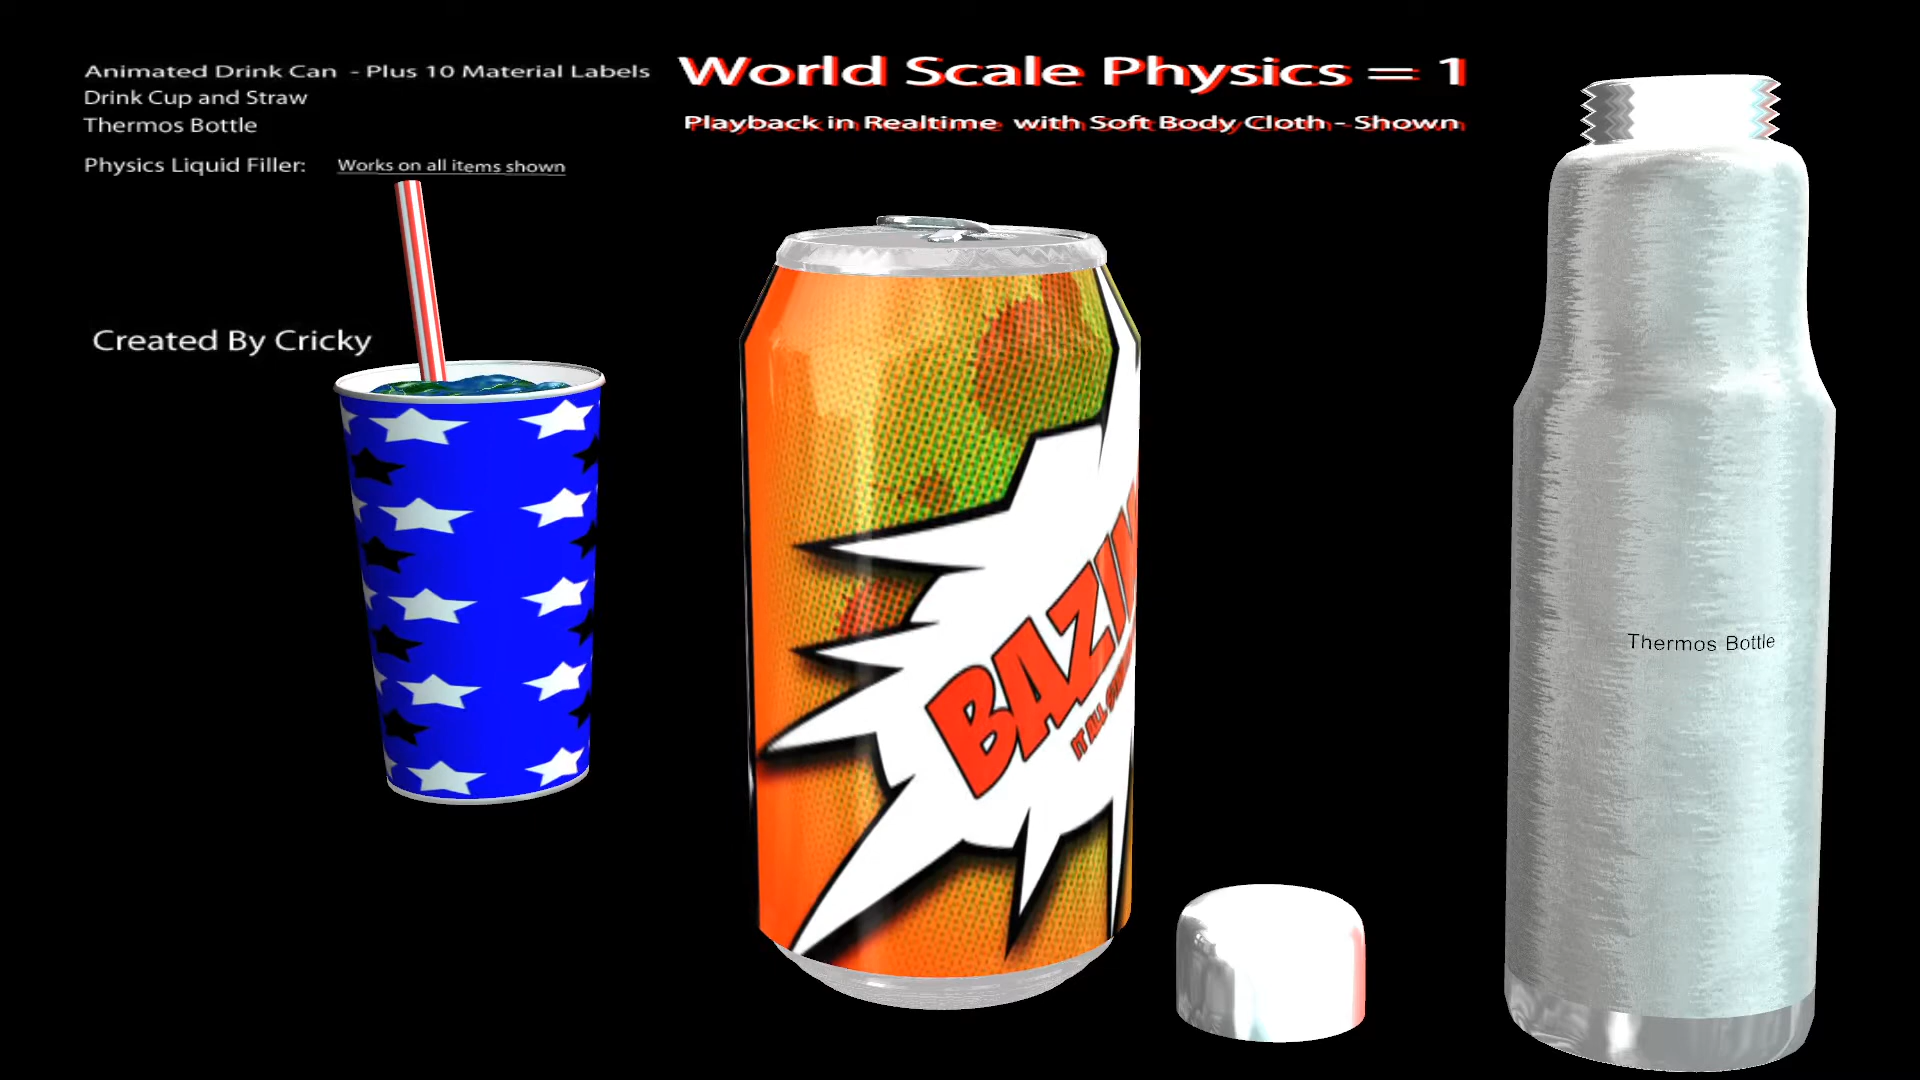 Animated Drink Can - Plus 10 Material Labels
Drink Cup and Straw
Thermos Bottle
Physics Liquid Filler: Works on all items shown
World Scale Physics = 1
Playback in Realtime with Soft Body Cloth - Shown
Created By Cricky
IT ALL
Thermos Bottle